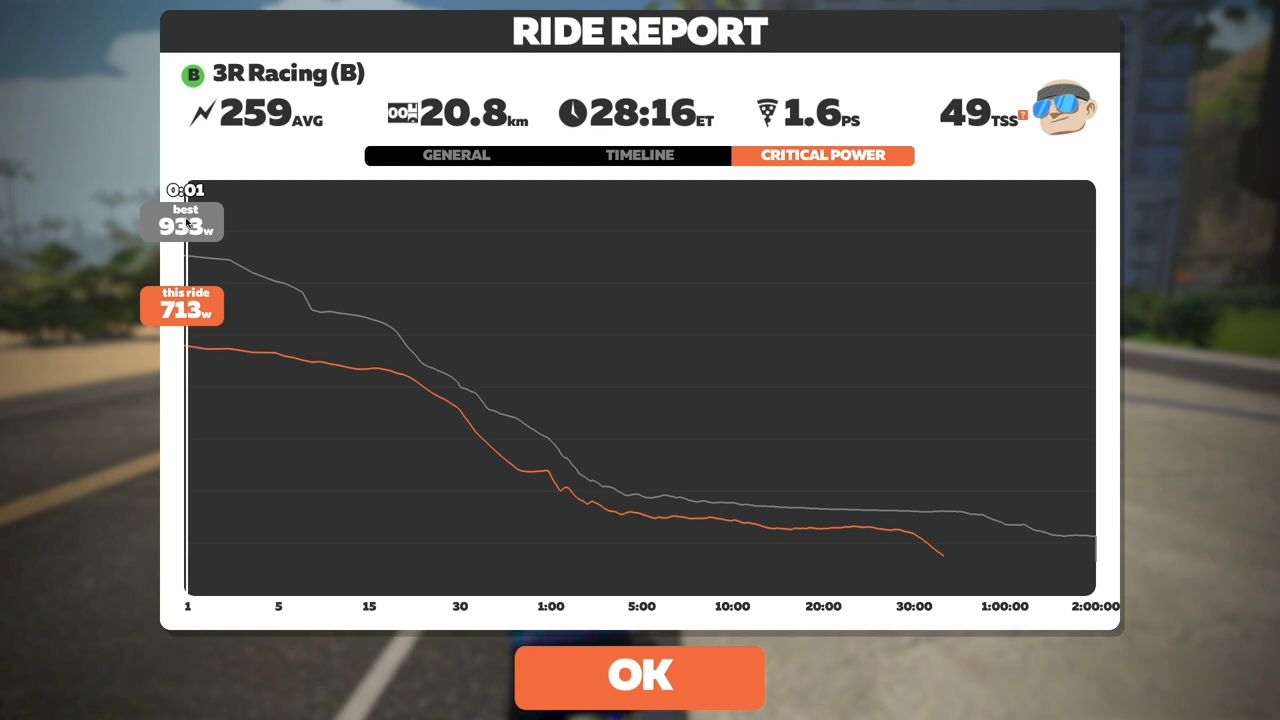 RIDE REPORT
B 3R Racing (B)
259AVG 20.8km 28:16ET 1.6PS 49TSS?
GENERAL TIMELINE CRITICAL POWER
0:01
best
933w
this ride
713w
1 5 15 30 1:00 5:00 10:00 20:00 30:00 1:00:00 2:00:00
OK